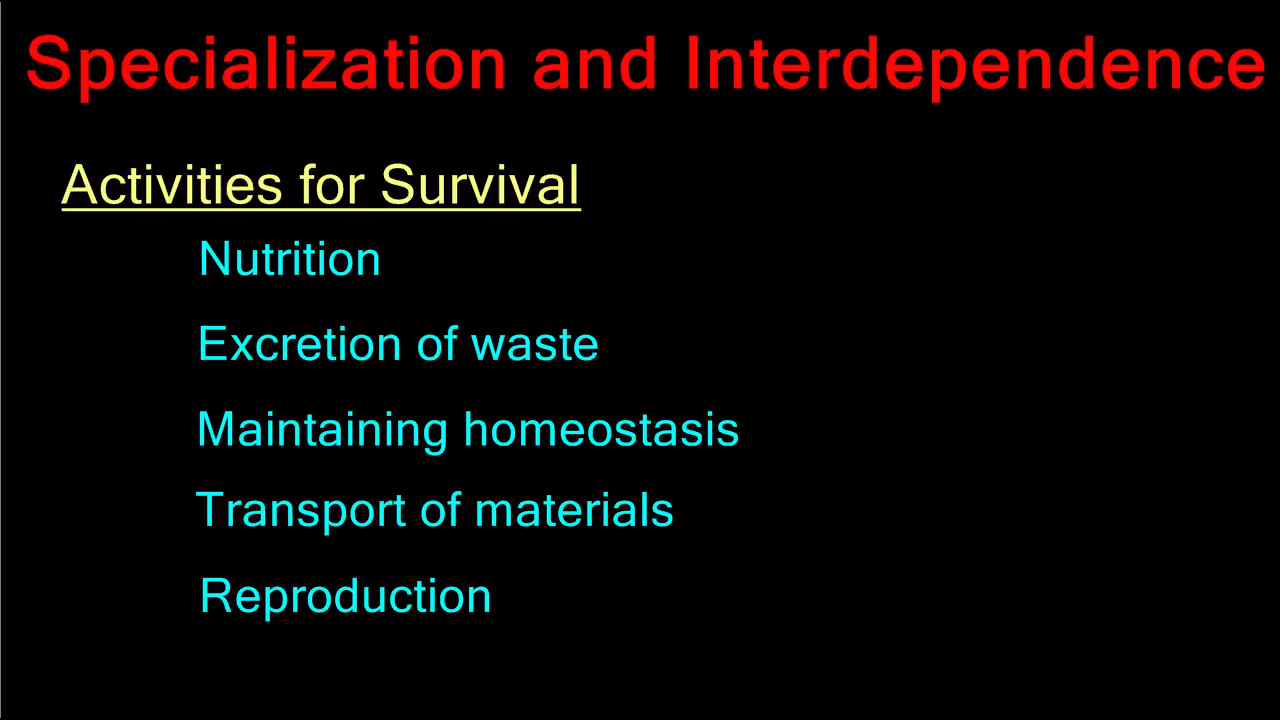 Specialization and Interdependence
Activities for Survival
Nutrition
Excretion of waste
Maintaining homeostasis
Transport of materials
Reproduction